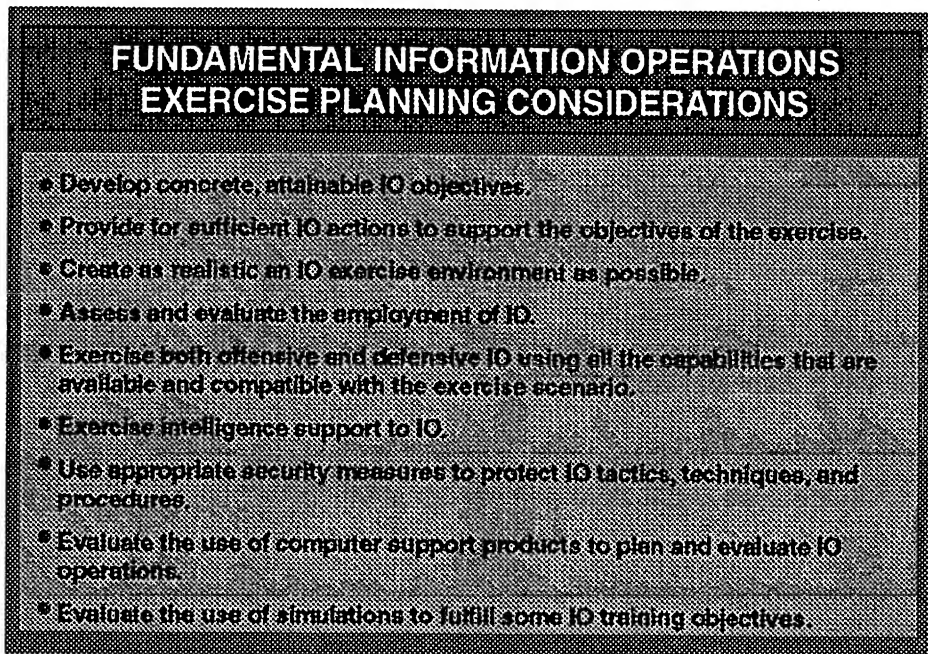 FUNDAMENTAL INFORMATION OPERATIONS
EXERCISE PLANNING CONSIDERATIONS
• Develop concrete, attainable IO objectives.
• Provide for sufficient IO actions to support the objectives of the exercise.
• Create as realistic an IO exercise environment as possible.
• Assess and evaluate the employment of IO.
• Exercise both offensive and defensive IO using all the capabilities that are
available and compatible with the exercise scenario.
• Exercise intelligence support to IO.
• Use appropriate security measures to protect IO tactics, techniques, and
procedures.
• Evaluate the use of computer support products to plan and evaluate IO
operations.
• Evaluate the use of simulations to fulfill some IO training objectives.